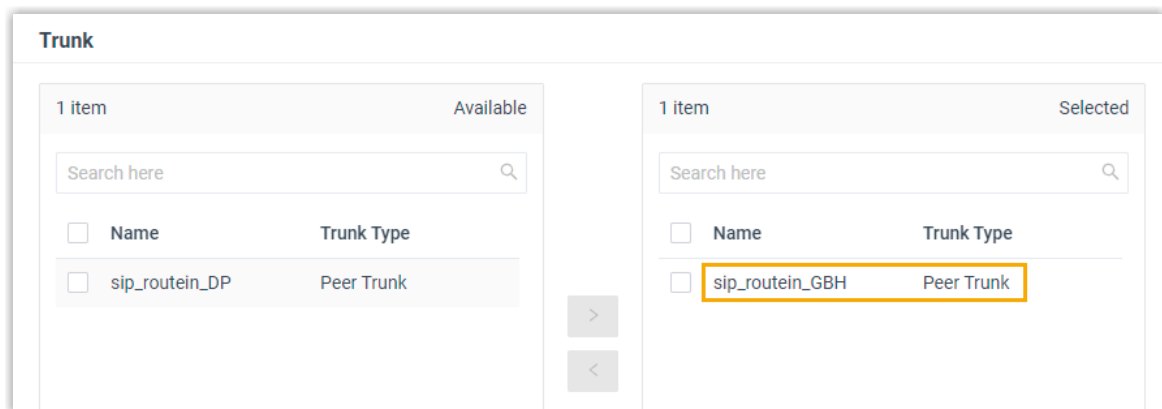 Trunk
1 item Available
Search here
Name Trunk Type
sip_routein_DP Peer Trunk
>
<
1 item Selected
Search here
Name Trunk Type
sip_routein_GBH Peer Trunk